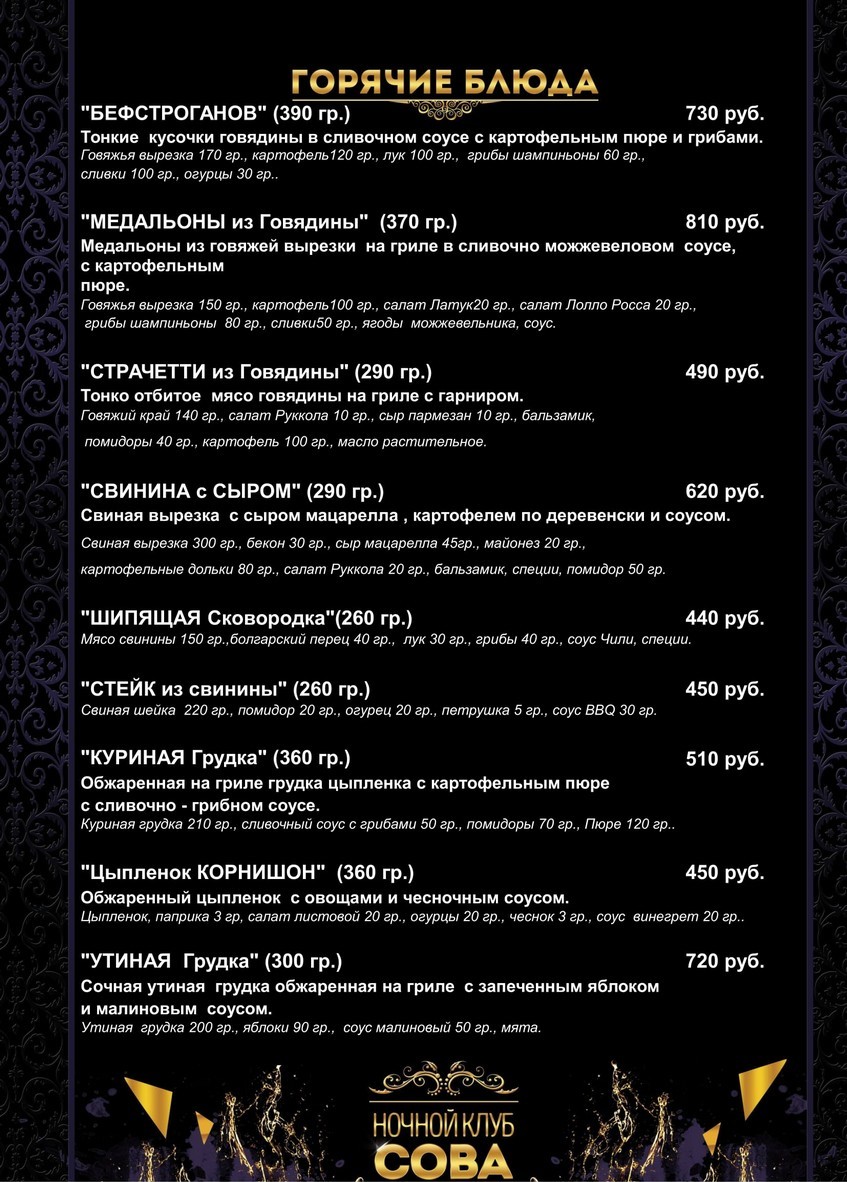 ГОРЯЧИЕ БЛЮДА
"БЕФСТРОГАНОВ" (390 гр.) 730 руб.
Тонкие кусочки говядины в сливочном соусе с картофельным пюре и грибами.
Говяжья вырезка 170 гр., картофель120 гр., лук 100 гр., грибы шампиньоны 60 гр.,
сливки 100 гр., огурцы 30 гр..
"МЕДАЛЬОНЫ из Говядины" (370 гр.) 810 руб.
Медальоны из говяжей вырезки на гриле в сливочно можжевеловом соусе,
с картофельным
пюре.
Говяжья вырезка 150 гр., картофель100 гр., салат Латук20 гр., салат Лолло Росса 20 гр.,
грибы шампиньоны 80 гр., сливки50 гр., ягоды можжевельника, соус.
"СТРАЧЕТТИ из Говядины" (290 гр.) 490 руб.
Тонко отбитое мясо говядины на гриле с гарниром.
Говяжий край 140 гр., салат Руккола 10 гр., сыр пармезан 10 гр., бальзамик,
помидоры 40 гр., картофель 100 гр., масло растительное.
"СВИНИНА с СЫРОМ" (290 гр.) 620 руб.
Свиная вырезка с сыром мацарелла , картофелем по деревенски и соусом.
Свиная вырезка 300 гр., бекон 30 гр., сыр мацарелла 45гр., майонез 20 гр.,
картофельные дольки 80 гр., салат Руккола 20 гр., бальзамик, специи, помидор 50 гр.
"ШИПЯЩАЯ Сковородка"(260 гр.) 440 руб.
Мясо свинины 150 гр.,болгарский перец 40 гр., лук 30 гр., грибы 40 гр., соус Чили, специи.
"СТЕЙК из свинины" (260 гр.) 450 руб.
Свиная шейка 220 гр., помидор 20 гр., огурец 20 гр., петрушка 5 гр., соус BBQ 30 гр.
"КУРИНАЯ Грудка" (360 гр.) 510 руб.
Обжаренная на гриле грудка цыпленка с картофельным пюре
с сливочно - грибном соусе.
Куриная грудка 210 гр., сливочный соус с грибами 50 гр., помидоры 70 гр., Пюре 120 гр..
"Цыпленок КОРНИШОН" (360 гр.) 450 руб.
Обжаренный цыпленок с овощами и чесночным соусом.
Цыпленок, паприка 3 гр, салат листовой 20 гр., огурцы 20 гр., чеснок 3 гр., соус винегрет 20 гр..
"УТИНАЯ Грудка" (300 гр.) 720 руб.
Сочная утиная грудка обжаренная на гриле с запеченным яблоком
и малиновым соусом.
Утиная грудка 200 гр., яблоки 90 гр., соус малиновый 50 гр., мята.
НОЧНОЙ КЛУБ
СОВА